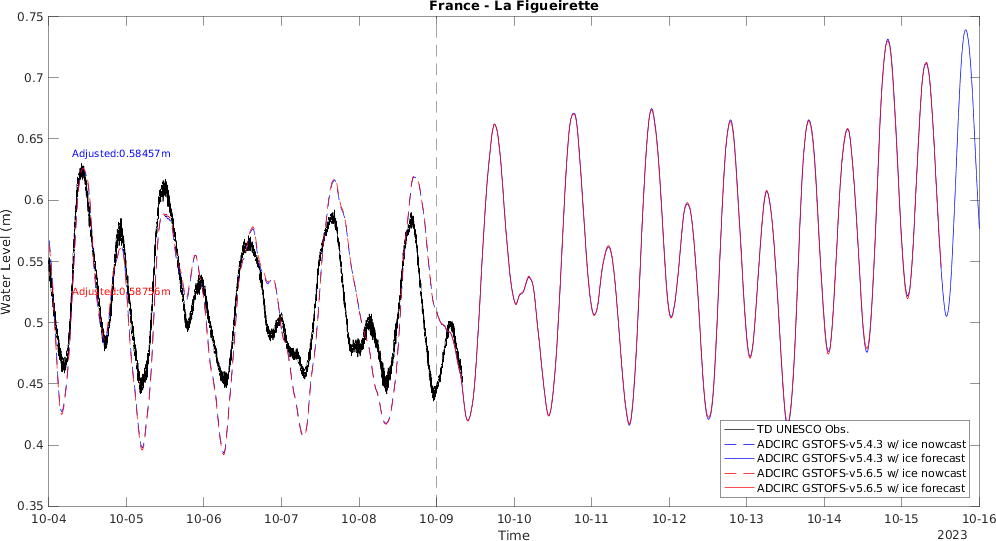 France - La Figueirette
Water Level (m)
0.75
0.7
0.65
0.6
0.55
0.5
0.45
0.4
0.35
Adjusted:0.58457m
Adjusted:0.58756m
TD UNESCO Obs.
ADCIRC GSTOFS-v5.4.3 w/ ice nowcast
ADCIRC GSTOFS-v5.4.3 w/ ice forecast
ADCIRC GSTOFS-v5.6.5 w/ ice nowcast
ADCIRC GSTOFS-v5.6.5 w/ ice forecast
10-04 10-05 10-06 10-07 10-08 10-09 10-10 10-11 10-12 10-13 10-14 10-15 10-16
Time
2023